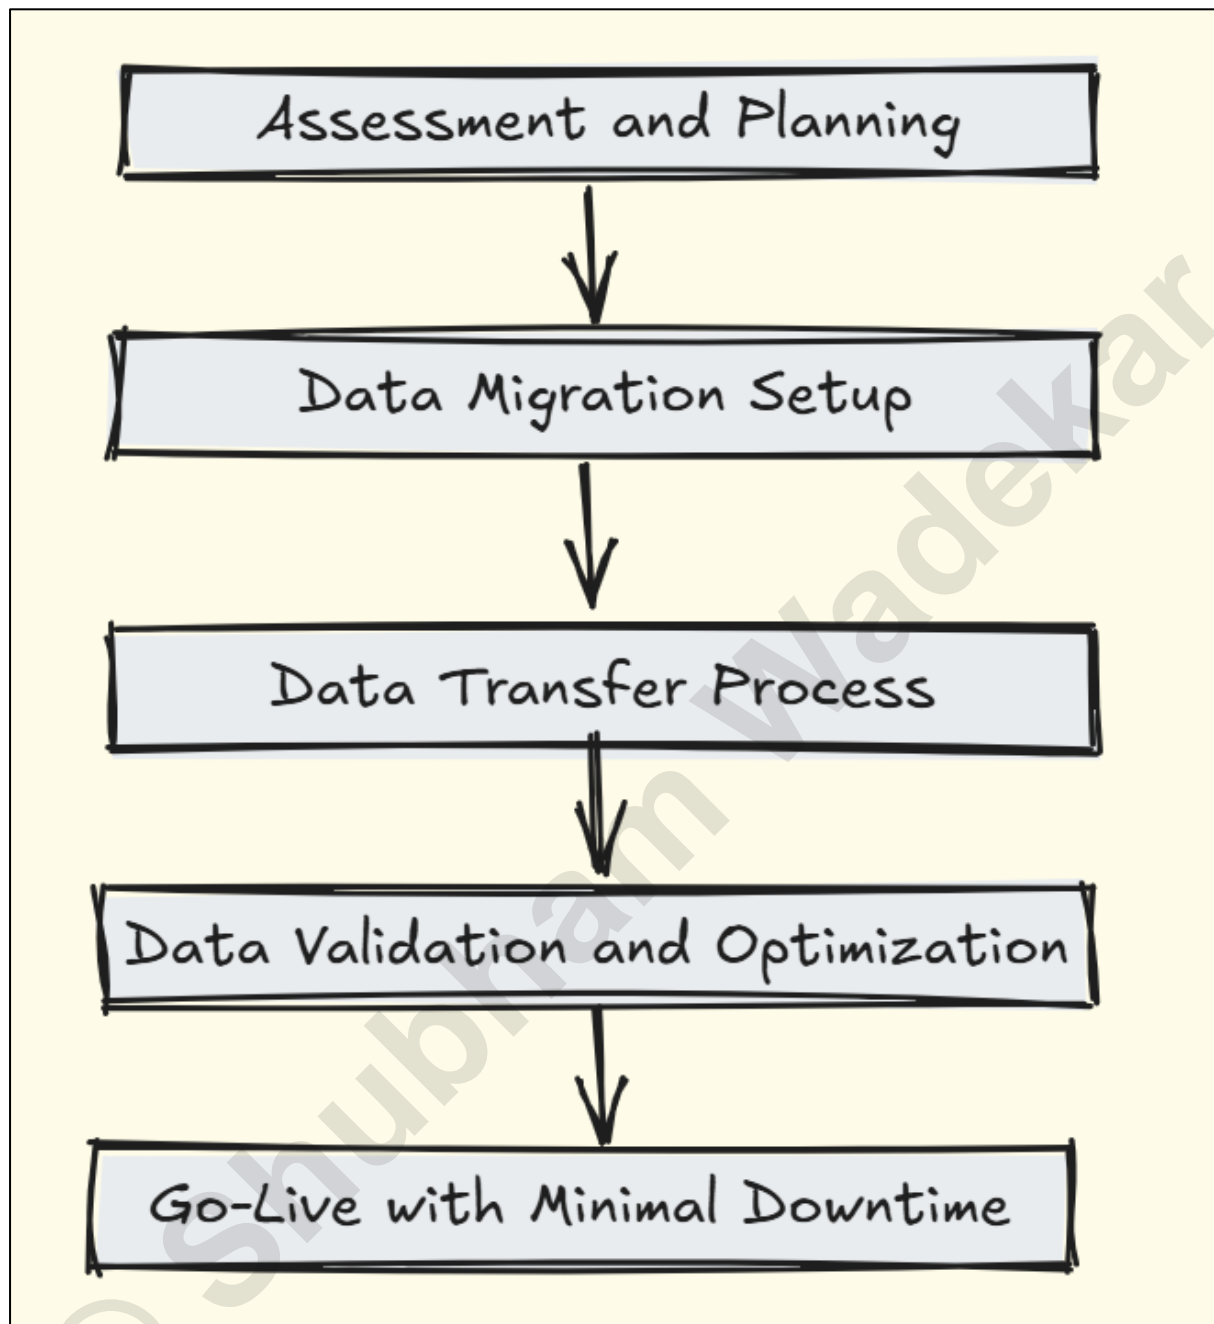 Assessment and Planning
Data Migration Setup
Data Transfer Process
Data Validation and Optimization
Go-Live with Minimal Downtime
© Shubham Wadekar